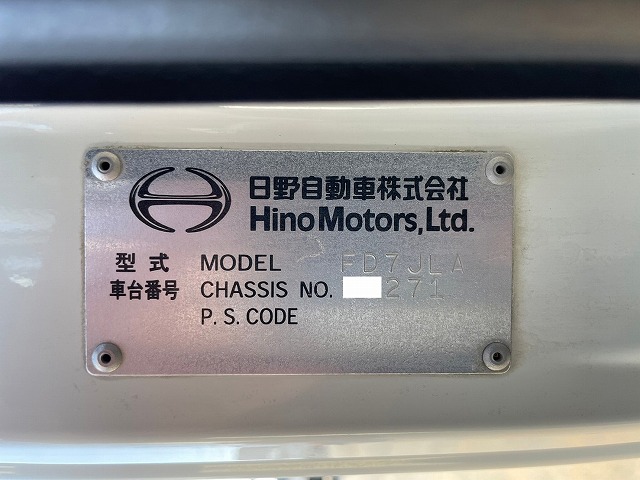 日野自動車株式会社
Hino Motors, Ltd.
型式 MODEL FD7JLA
車台番号 CHASSIS NO. 271
P.S.CODE